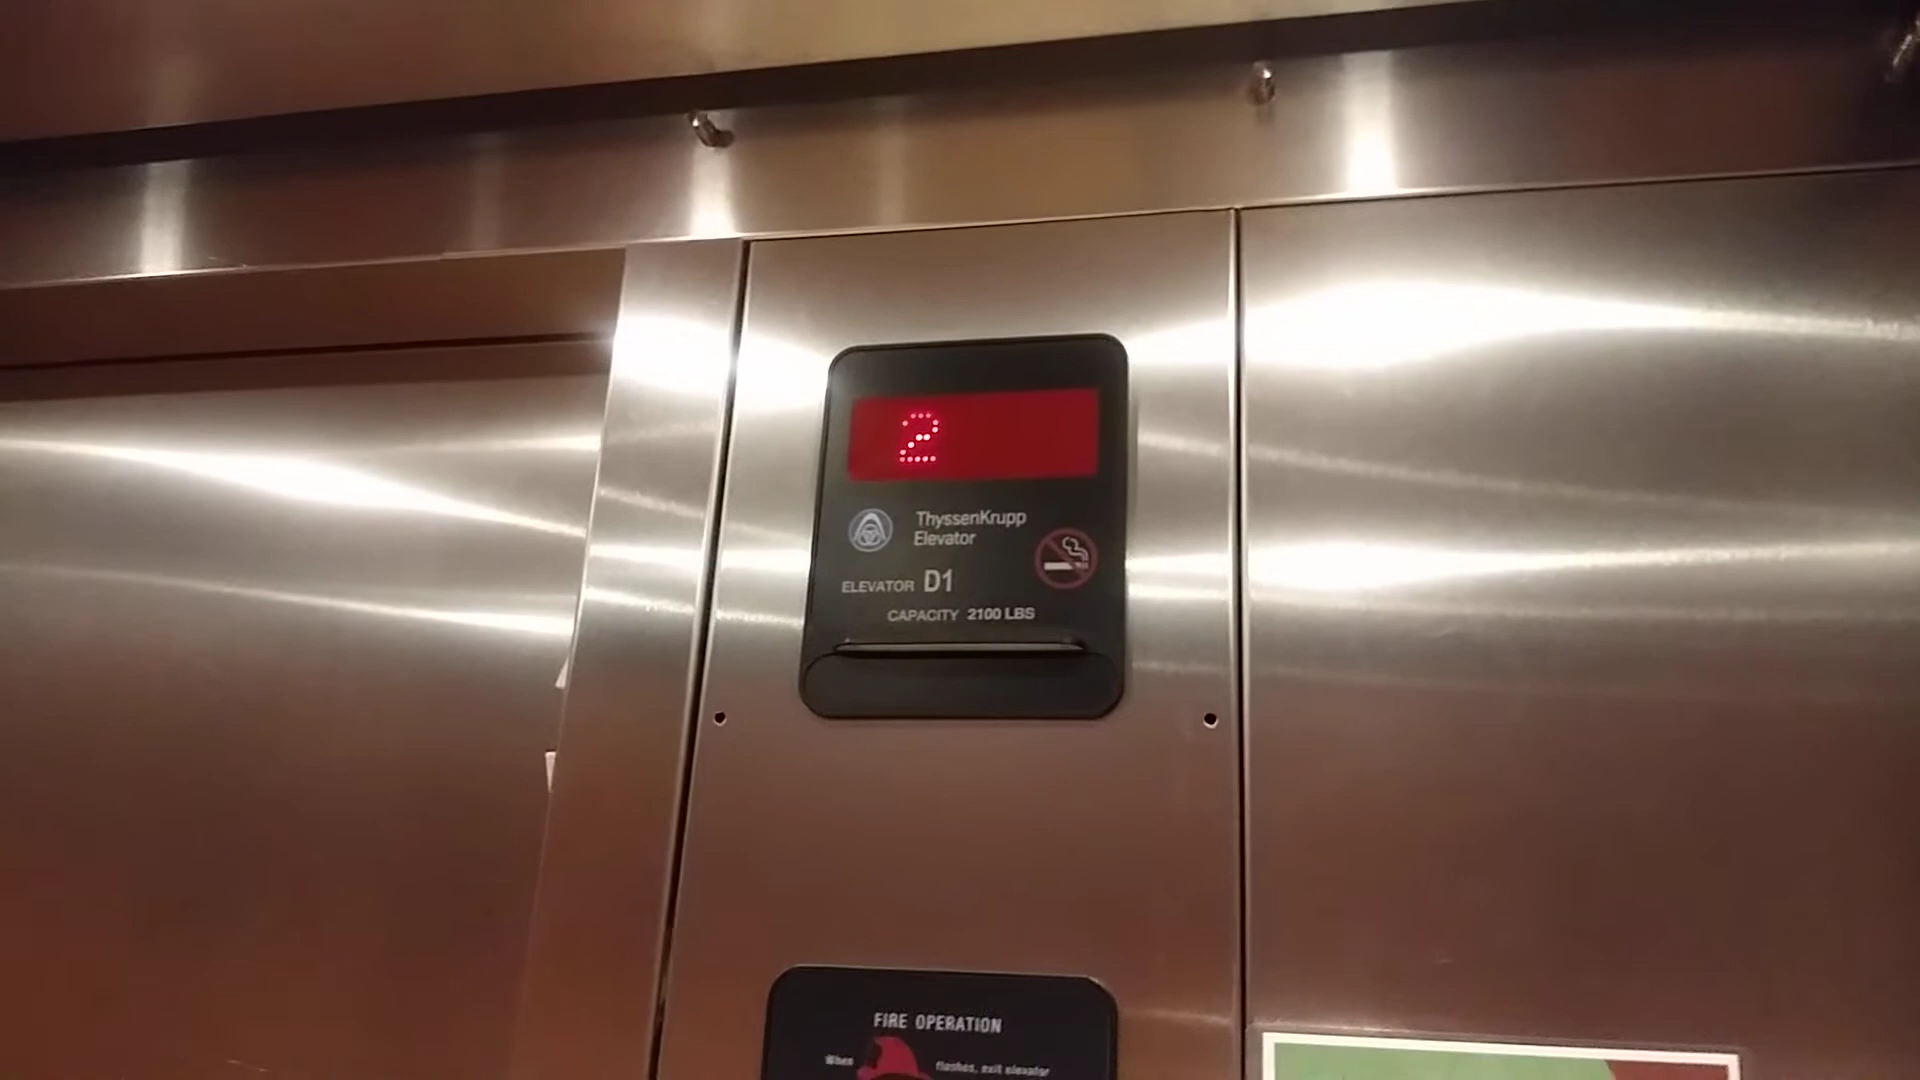 2
ThyssenKrupp
Elevator
ELEVATOR D1
CAPACITY 2100 LBS
FIRE OPERATION
When flashes, exit elevator